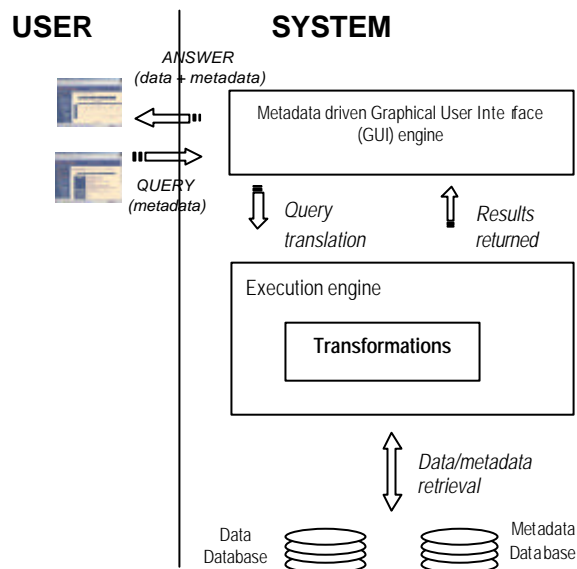 USER
SYSTEM
ANSWER
(data + metadata)
Metadata driven Graphical User Inte rface
(GUI) engine
QUERY
(metadata)
Query
translation
Results
returned
Execution engine
Transformations
Data/metadata
retrieval
Data
Database
Metadata
Database